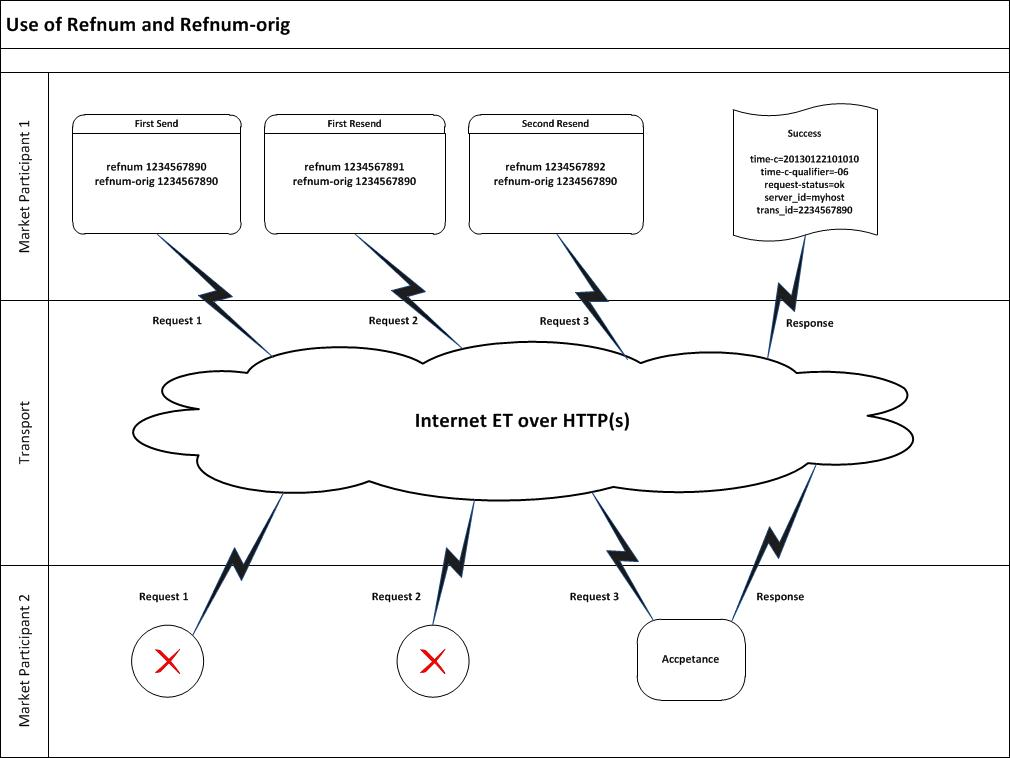 Use of Refnum and Refnum-orig
Market Participant 1
First Send
refnum 1234567890
refnum-orig 1234567890
First Resend
refnum 1234567891
refnum-orig 1234567890
Second Resend
refnum 1234567892
refnum-orig 1234567890
Success
time-c=20130122101010
time-c-qualifier=-06
request-status=ok
server_id=myhost
trans_id=2234567890
Transport
Request 1
Request 2
Request 3
Response
Internet ET over HTTP(s)
Market Participant 2
Request 1
Request 2
Request 3
Response
Accpetance